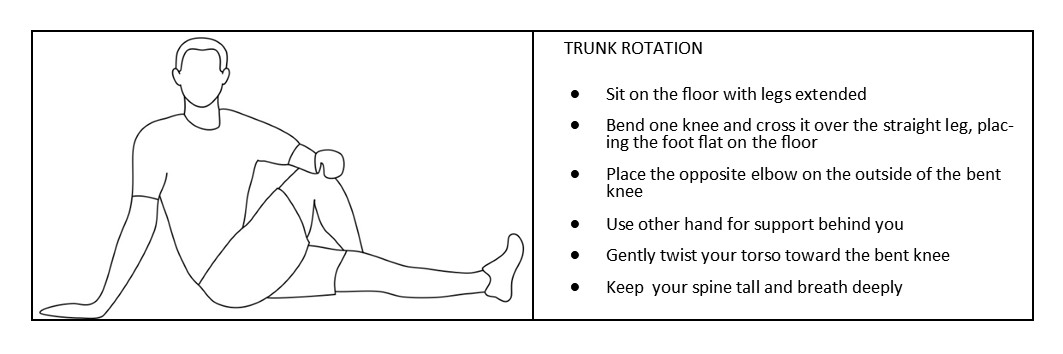 TRUNK ROTATION
● Sit on the floor with legs extended
● Bend one knee and cross it over the straight leg, plac-
ing the foot flat on the floor
● Place the opposite elbow on the outside of the bent
knee
● Use other hand for support behind you
● Gently twist your torso toward the bent knee
● Keep  your spine tall and breath deeply